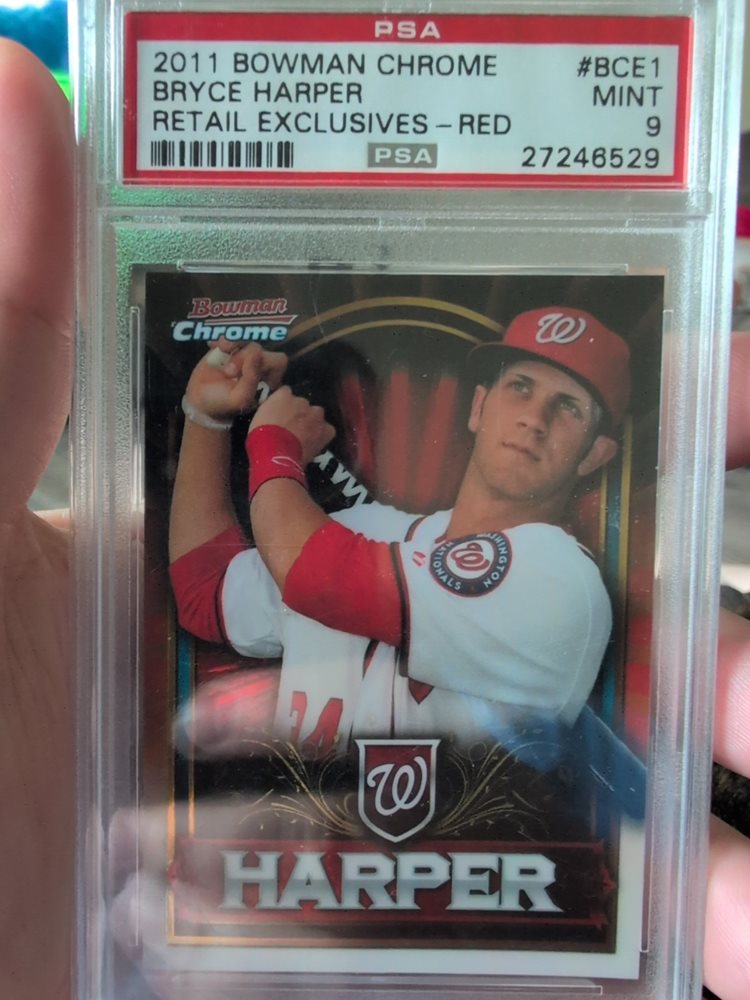 PSA
2011 BOWMAN CHROME #BCE1
BRYCE HARPER MINT
RETAIL EXCLUSIVES - RED 9
PSA 27246529
Bowman
Chrome
W
WASHINGTON
NATIONALS
W
34
W
HARPER